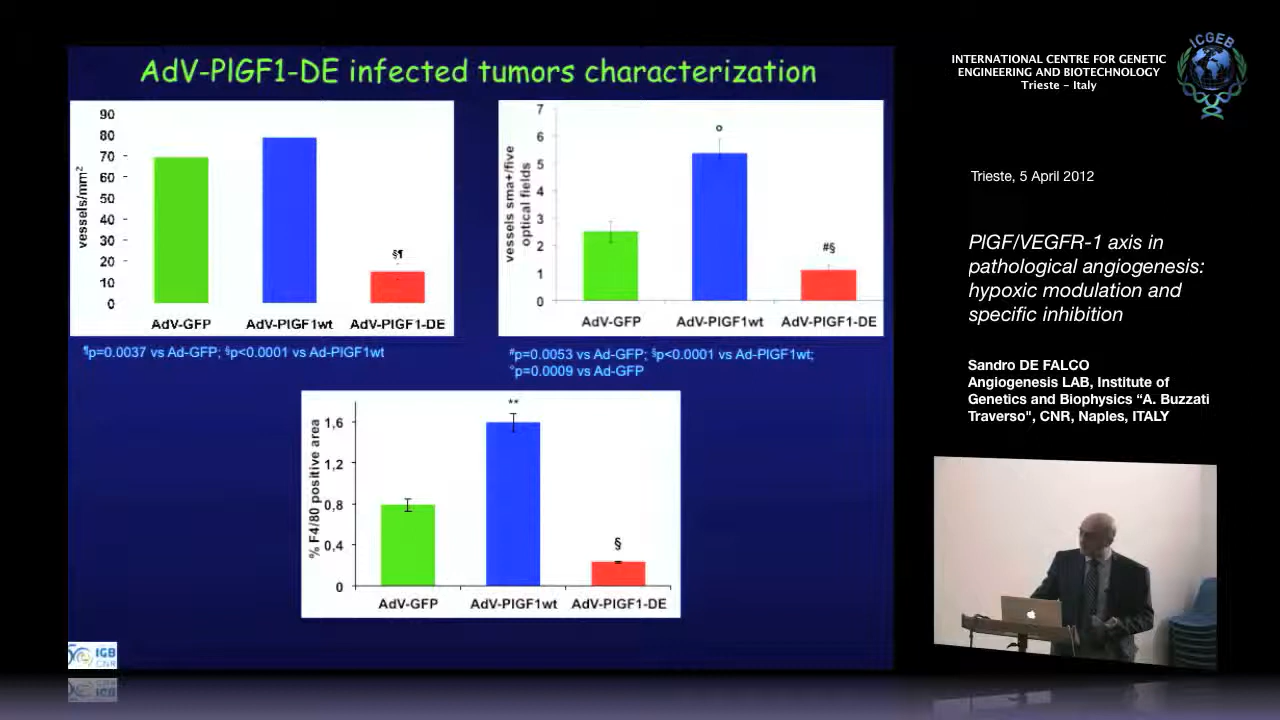 AdV-PlGF1-DE infected tumors characterization
90
80
70
60
50
40
30
20
10
0
vessels/mm²
§¶
AdV-GFP AdV-PlGF1wt AdV-PlGF1-DE
¶p=0.0037 vs Ad-GFP; §p<0.0001 vs Ad-PlGF1wt
7
6
5
4
3
2
1
0
vessels sma+/five
optical fields
°
#§
AdV-GFP AdV-PlGF1wt AdV-PlGF1-DE
#p=0.0053 vs Ad-GFP; §p<0.0001 vs Ad-PlGF1wt;
°p=0.0009 vs Ad-GFP
1,6
1,2
0,8
0,4
0
% F4/80 positive area
**
§
AdV-GFP AdV-PlGF1wt AdV-PlGF1-DE
IGB
CNR
INTERNATIONAL CENTRE FOR GENETIC
ENGINEERING AND BIOTECHNOLOGY
Trieste - Italy
ICGEB
Trieste, 5 April 2012
PlGF/VEGFR-1 axis in
pathological angiogenesis:
hypoxic modulation and
specific inhibition
Sandro DE FALCO
Angiogenesis LAB, Institute of
Genetics and Biophysics “A. Buzzati
Traverso", CNR, Naples, ITALY